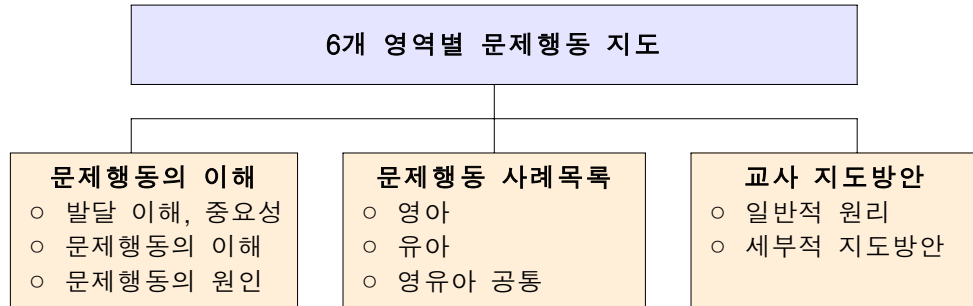 6개 영역별 문제행동 지도
문제행동의 이해
○ 발달 이해, 중요성
○ 문제행동의 이해
○ 문제행동의 원인
문제행동 사례목록
○ 영아
○ 유아
○ 영유아 공통
교사 지도방안
○ 일반적 원리
○ 세부적 지도방안